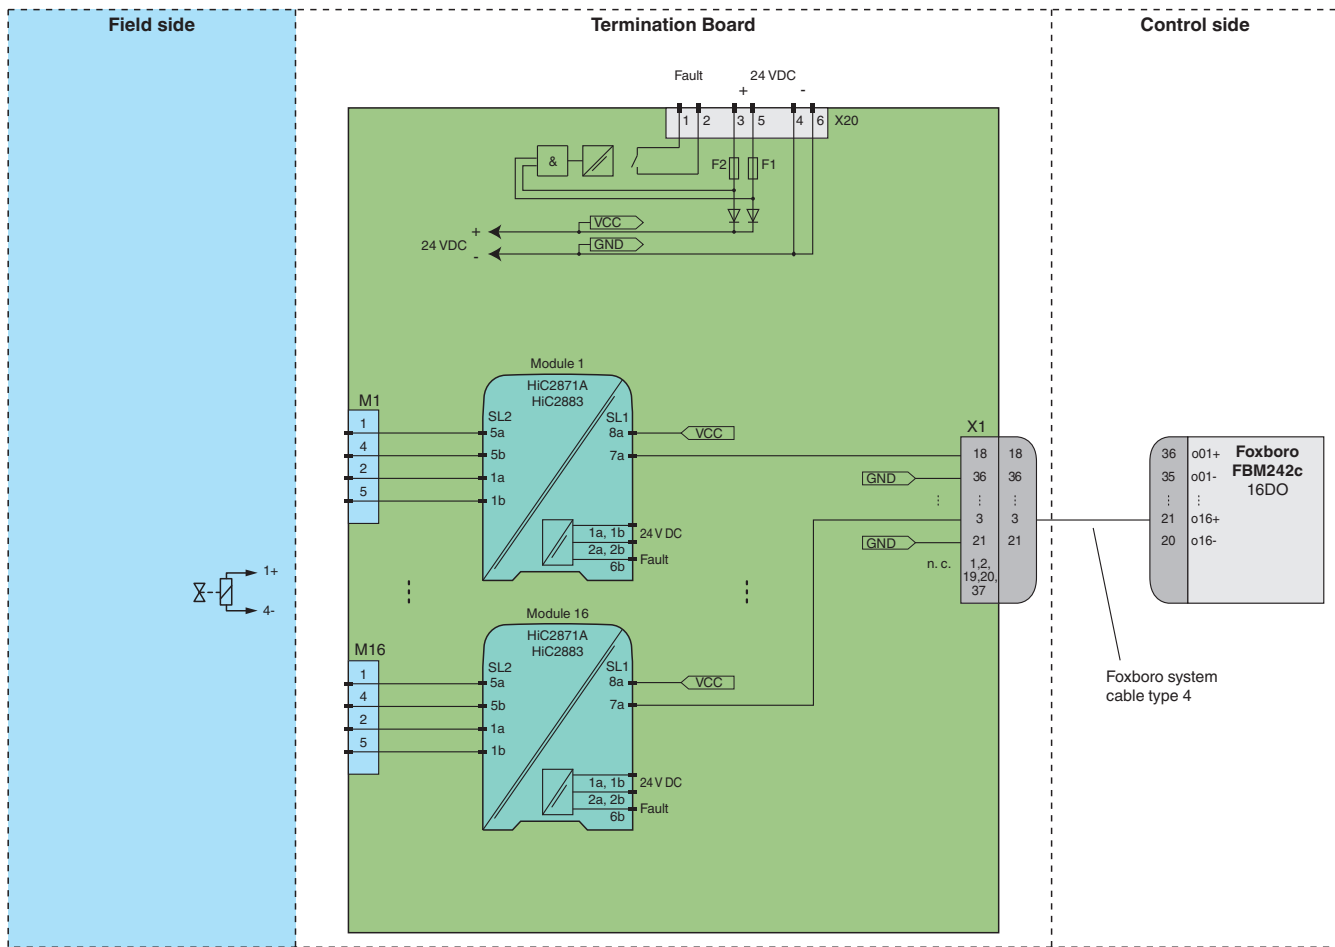 Field side
Termination Board
Control side
Fault
24 VDC
+ -
1 2 3 5 4 6 X20
& F2 F1
VCC
+
24 VDC
-
GND
Module 1
HiC2871A
HiC2883
M1
SL2 SL1
1 5a 8a VCC
4 5b 7a
2 1a
5 1b
1a, 1b 24 V DC
2a, 2b
6b Fault
X1
18 18
GND 36 36
⋮ ⋮ ⋮
3 3
GND 21 21
n. c. 1,2,
19,20,
37
36 o01+
35 o01-
⋮ ⋮
21 o16+
20 o16-
Foxboro
FBM242c
16DO
1+
4-
Module 16
HiC2871A
HiC2883
M16
SL2 SL1
1 5a 8a VCC
4 5b 7a
2 1a
5 1b
1a, 1b 24 V DC
2a, 2b
6b Fault
Foxboro system
cable type 4